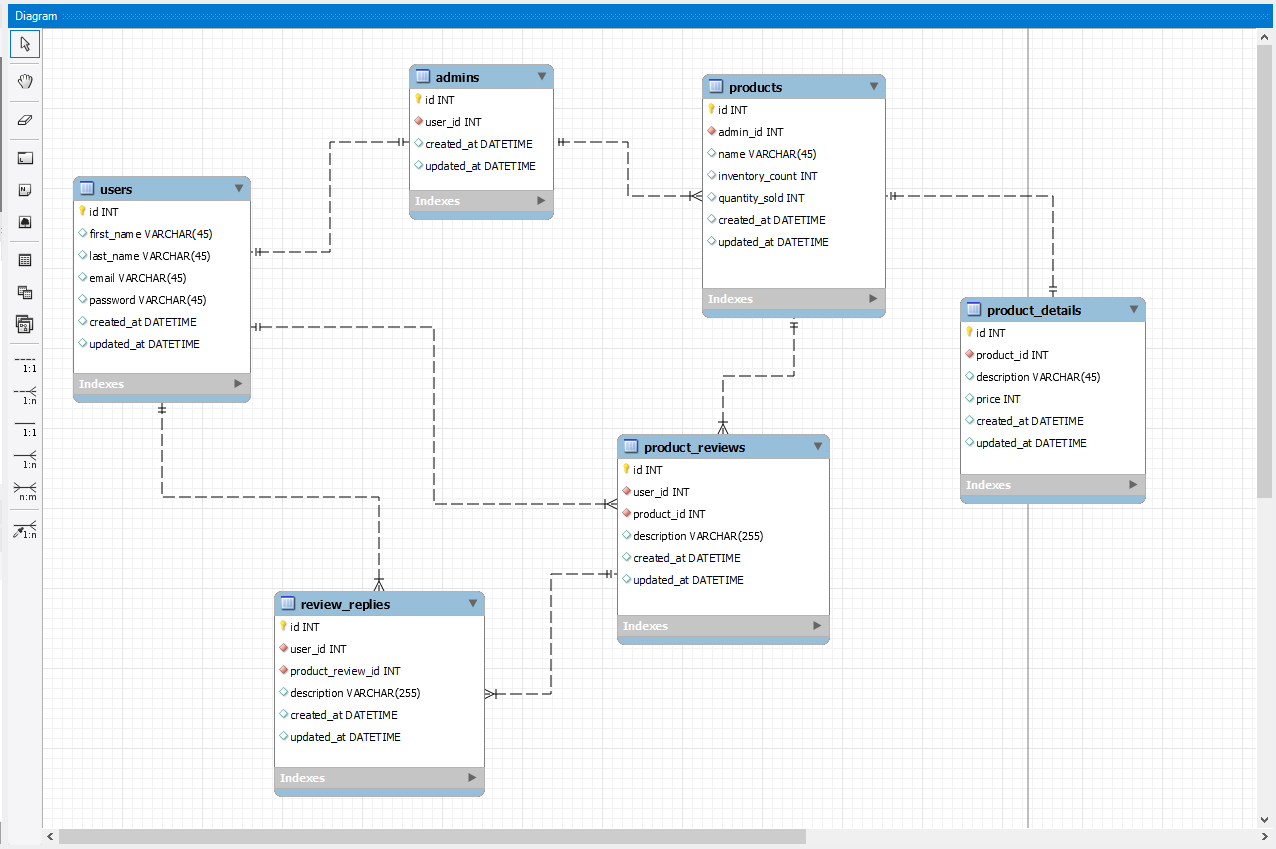 Diagram
1:1
1:n
1:1
1:n
n:m
1:n
admins
id INT
user_id INT
created_at DATETIME
updated_at DATETIME
Indexes
products
id INT
admin_id INT
name VARCHAR(45)
inventory_count INT
quantity_sold INT
created_at DATETIME
updated_at DATETIME
Indexes
users
id INT
first_name VARCHAR(45)
last_name VARCHAR(45)
email VARCHAR(45)
password VARCHAR(45)
created_at DATETIME
updated_at DATETIME
Indexes
product_details
id INT
product_id INT
description VARCHAR(45)
price INT
created_at DATETIME
updated_at DATETIME
Indexes
product_reviews
id INT
user_id INT
product_id INT
description VARCHAR(255)
created_at DATETIME
updated_at DATETIME
Indexes
review_replies
id INT
user_id INT
product_review_id INT
description VARCHAR(255)
created_at DATETIME
updated_at DATETIME
Indexes